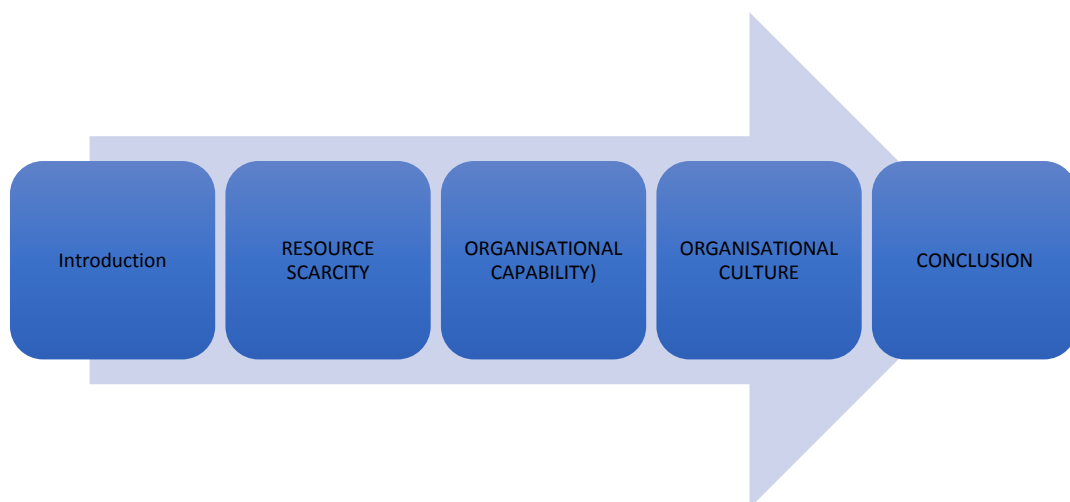 Introduction
RESOURCE
SCARCITY
ORGANISATIONAL
CAPABILITY)
ORGANISATIONAL
CULTURE
CONCLUSION